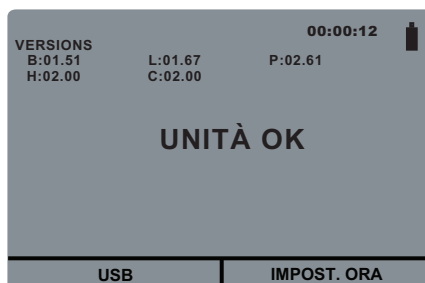 00:00:12
VERSIONS
B:01.51 L:01.67 P:02.61
H:02.00 C:02.00
UNITÀ OK
USB IMPOST. ORA